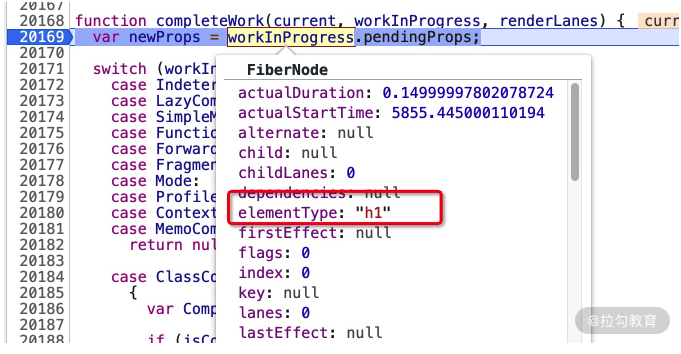 20167
20168 function completeWork(current, workInProgress, renderLanes) { curr
20169 var newProps = workInProgress.pendingProps;
20170
20171 switch (workIn
20172 case Indeter
20173 case LazyCom
20174 case SimpleM
20175 case Functio
20176 case Forward
20177 case Fragmen
20178 case Mode:
20179 case Profile
20180 case Context
20181 case MemoCom
20182 return nul
20183
20184 case ClassCo
20185 {
20186 var Comp
20187
20188 if (isCo
FiberNode
actualDuration: 0.14999997802078724
actualStartTime: 5855.445000110194
alternate: null
child: null
childLanes: 0
dependencies: null
elementType: "h1"
firstEffect: null
flags: 0
index: 0
key: null
lanes: 0
lastEffect: null
@拉勾教育